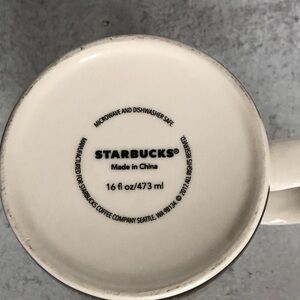 MICROWAVE AND DISHWASHER SAFE.
STARBUCKS®
Made in China
16 fl oz/473 ml
MANUFACTURED FOR STARBUCKS COFFEE COMPANY SEATTLE, WA 98134. © 2012 ALL RIGHTS RESERVED.